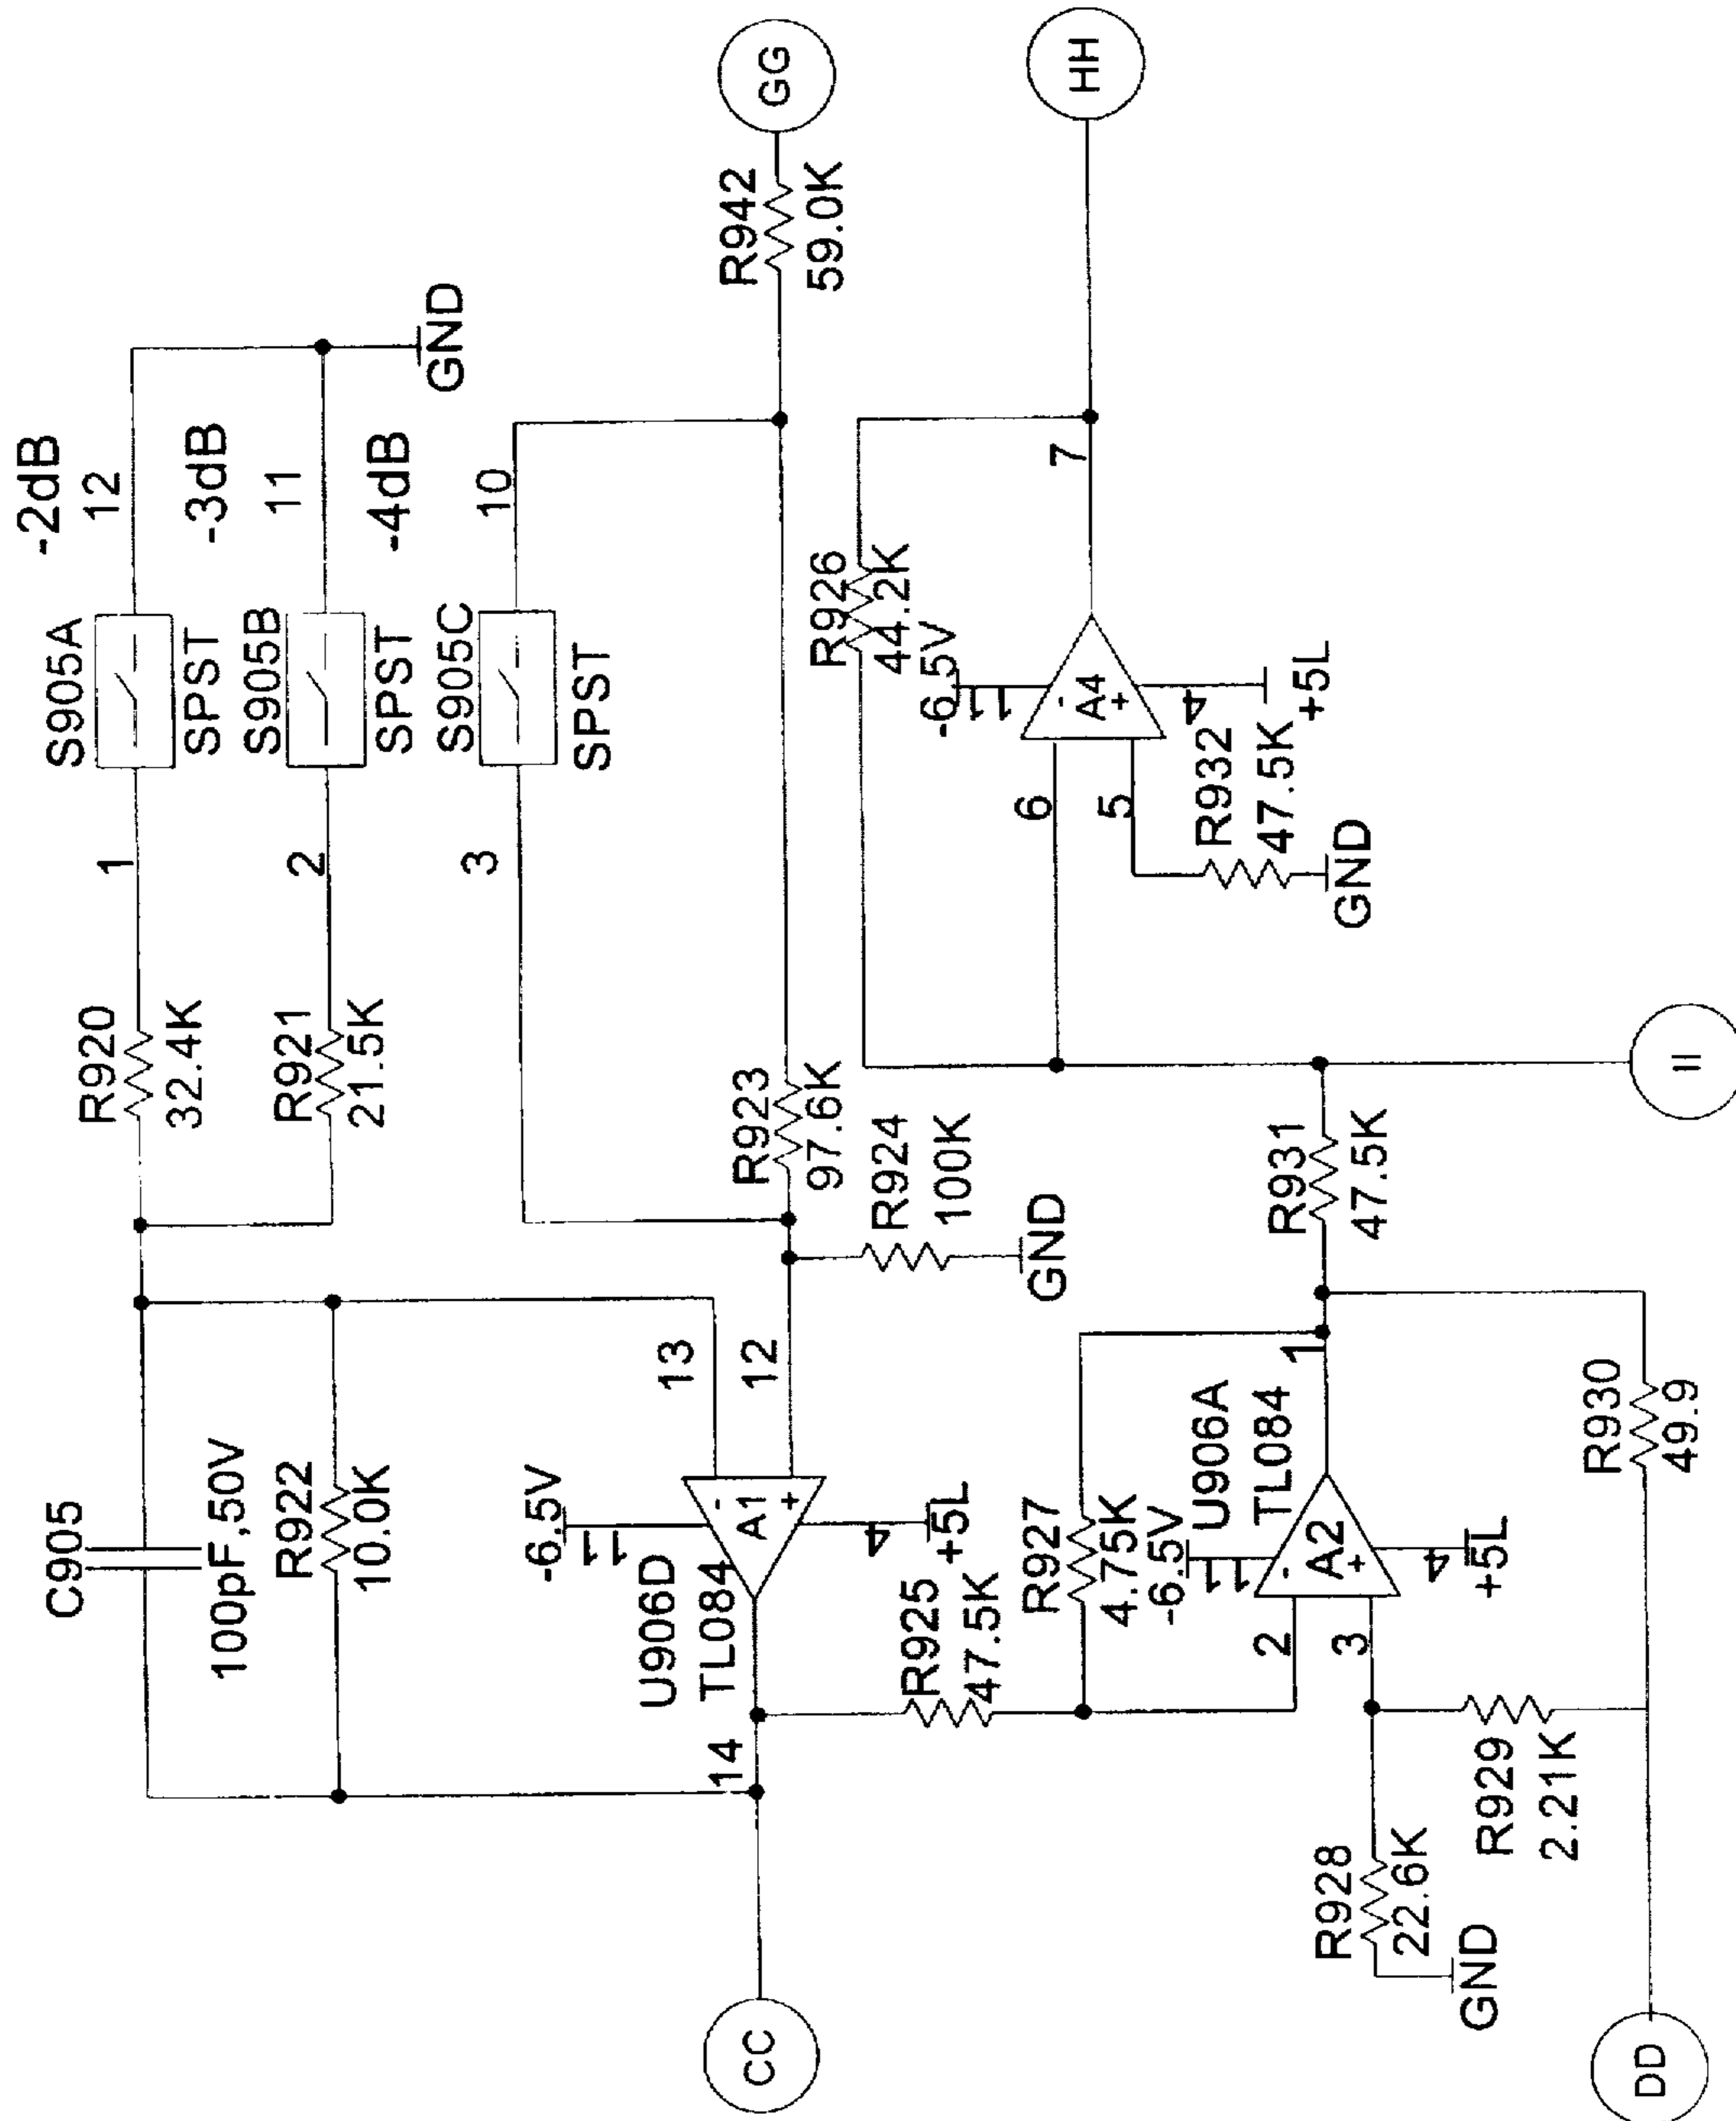 -2dB
S905A
12
SPST
1
R920
32.4K
-3dB
S905B
11
SPST
2
R921
21.5K
-4dB
S905C
10
SPST
3
GND
C905
100pF,50V
R922
10.0K
GG
R942
59.0K
R923
97.6K
R924
100K
GND
13
12
-6.5V
11
A1
-
+
4
+5L
U906D
TL084
14
CC
HH
R926
44.2K
-6.5V
11
7
A4
-
+
4
+5L
6
5
R932
47.5K
GND
R925
47.5K
R927
4.75K
-6.5V
11
U906A
TL084
1
A2
-
+
4
+5L
2
3
R931
47.5K
II
R930
49.9
R928
22.6K
GND
R929
2.21K
DD